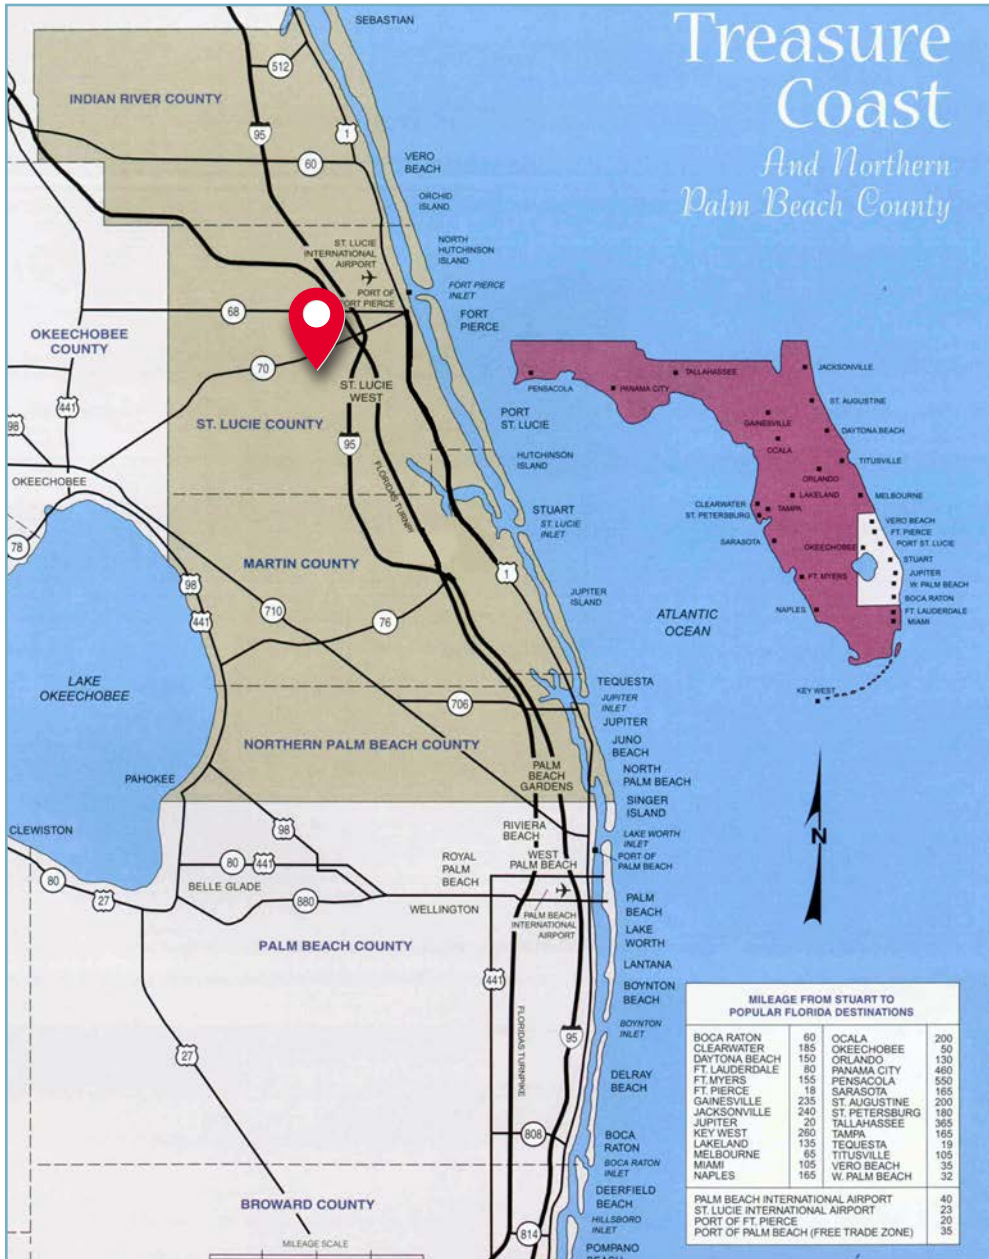 Treasure
Coast
And Northern
Palm Beach County
SEBASTIAN
512
INDIAN RIVER COUNTY
95
1
60
VERO
BEACH
ORCHID
ISLAND
ST. LUCIE
INTERNATIONAL
AIRPORT
NORTH
HUTCHINSON
ISLAND
PORT OF
FORT PIERCE
FORT PIERCE
INLET
68
FORT
PIERCE
OKEECHOBEE
COUNTY
70
ST. LUCIE
WEST
441
98
ST. LUCIE COUNTY
95
PORT
ST. LUCIE
HUTCHINSON
ISLAND
FLORIDAS TURNPI
OKEECHOBEE
STUART
ST. LUCIE
INLET
78
MARTIN COUNTY
1
98
441
710
76
JUPITER
ISLAND
ATLANTIC
OCEAN
LAKE
OKEECHOBEE
TEQUESTA
JUPITER
INLET
706
JUPITER
NORTHERN PALM BEACH COUNTY
JUNO
BEACH
PAHOKEE
PALM
BEACH
GARDENS
NORTH
PALM BEACH
SINGER
ISLAND
CLEWISTON
98
RIVIERA
BEACH
LAKE WORTH
INLET
ROYAL
PALM
BEACH
WEST
PALM BEACH
PORT OF
PALM BEACH
80
441
80
27
BELLE GLADE
880
WELLINGTON
PALM BEACH
INTERNATIONAL
AIRPORT
PALM
BEACH
LAKE
WORTH
PALM BEACH COUNTY
LANTANA
441
BOYNTON
BEACH
FLORIDAS TURNPIKE
95
BOYNTON
INLET
27
DELRAY
BEACH
808
BOCA
RATON
BOCA RATON
INLET
BROWARD COUNTY
DEERFIELD
BEACH
HILLSBORO
INLET
814
MILEAGE SCALE
POMPANO
PENSACOLA
PANAMA CITY
TALLAHASSEE
JACKSONVILLE
ST. AUGUSTINE
GAINESVILLE
DAYTONA BEACH
OCALA
TITUSVILLE
ORLANDO
LAKELAND
MELBOURNE
CLEARWATER
TAMPA
ST. PETERSBURG
VERO BEACH
FT. PIERCE
SARASOTA
OKEECHOBEE
PORT ST. LUCIE
STUART
FT. MYERS
JUPITER
W. PALM BEACH
BOCA RATON
NAPLES
FT. LAUDERDALE
MIAMI
KEY WEST
N
MILEAGE FROM STUART TO
POPULAR FLORIDA DESTINATIONS
BOCA RATON 60 OCALA 200
CLEARWATER 185 OKEECHOBEE 50
DAYTONA BEACH 150 ORLANDO 130
FT. LAUDERDALE 80 PANAMA CITY 460
FT.MYERS 155 PENSACOLA 550
FT. PIERCE 18 SARASOTA 165
GAINESVILLE 235 ST. AUGUSTINE 200
JACKSONVILLE 240 ST. PETERSBURG 180
JUPITER 20 TALLAHASSEE 365
KEY WEST 260 TAMPA 165
LAKELAND 135 TEQUESTA 19
MELBOURNE 65 TITUSVILLE 105
MIAMI 105 VERO BEACH 35
NAPLES 165 W. PALM BEACH 32
PALM BEACH INTERNATIONAL AIRPORT 40
ST. LUCIE INTERNATIONAL AIRPORT 23
PORT OF FT. PIERCE 20
PORT OF PALM BEACH (FREE TRADE ZONE) 35